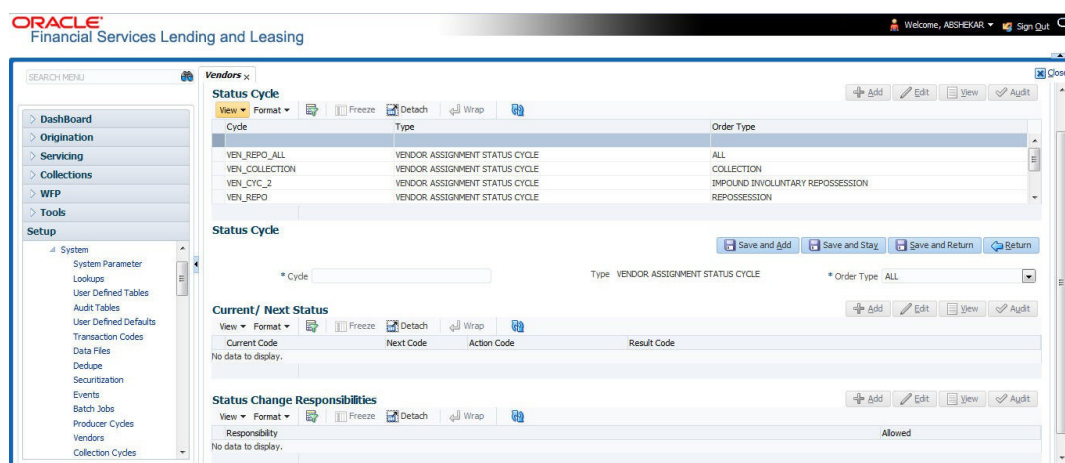 ORACLE
Financial Services Lending and Leasing
Welcome, ABSHEKAR Sign Out
SEARCH MENU
DashBoard
Origination
Servicing
Collections
WFP
Tools
Setup
System
System Parameter
Lookups
User Defined Tables
Audit Tables
User Defined Defaults
Transaction Codes
Data Files
Dedupe
Securitization
Events
Batch Jobs
Producer Cycles
Vendors
Collection Cycles
Vendors x
Close
Status Cycle
Add Edit View Audit
View Format Freeze Detach Wrap
Cycle Type Order Type
VEN_REPO_ALL VENDOR ASSIGNMENT STATUS CYCLE ALL
VEN_COLLECTION VENDOR ASSIGNMENT STATUS CYCLE COLLECTION
VEN_CYC_2 VENDOR ASSIGNMENT STATUS CYCLE IMPOUND INVOLUNTARY REPOSSESSION
VEN_REPO VENDOR ASSIGNMENT STATUS CYCLE REPOSSESSION
Status Cycle
Save and Add Save and Stay Save and Return Return
* Cycle Type VENDOR ASSIGNMENT STATUS CYCLE * Order Type ALL
Current/ Next Status
Add Edit View Audit
View Format Freeze Detach Wrap
Current Code Next Code Action Code Result Code
No data to display.
Status Change Responsibilities
Add Edit View Audit
View Format Freeze Detach Wrap
Responsibility Allowed
No data to display.